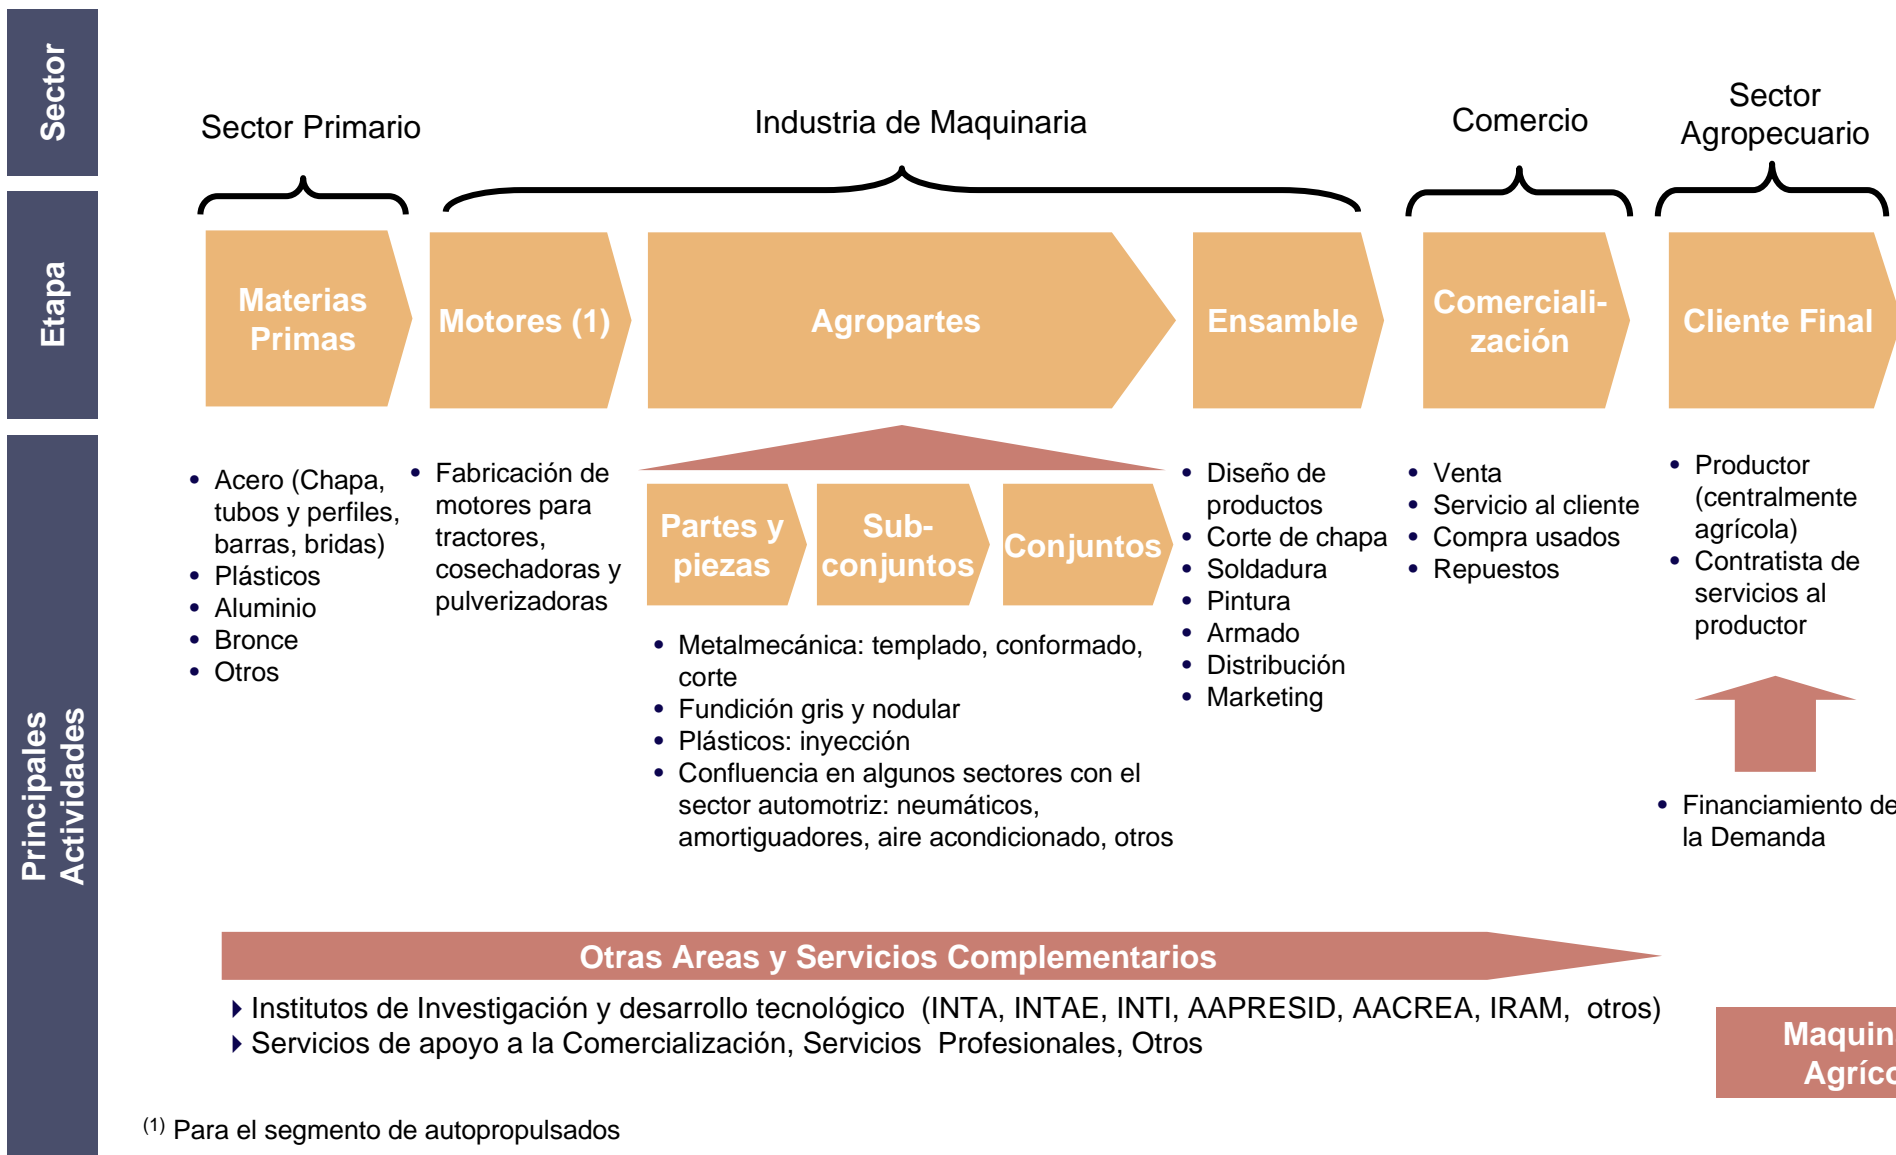 Sector
Sector Primario
Industria de Maquinaria
Comercio
Sector
Agropecuario
Etapa
Materias
Primas
Motores (1)
Agropartes
Ensamble
Comerciali-
zación
Cliente Final
Principales
Actividades
• Acero (Chapa,
tubos y perfiles,
barras, bridas)
• Plásticos
• Aluminio
• Bronce
• Otros
• Fabricación de
motores para
tractores,
cosechadoras y
pulverizadoras
Partes y
piezas
Sub-
conjuntos
Conjuntos
• Metalmecánica: templado, conformado,
corte
• Fundición gris y nodular
• Plásticos: inyección
• Confluencia en algunos sectores con el
sector automotriz: neumáticos,
amortiguadores, aire acondicionado, otros
• Diseño de
productos
• Corte de chapa
• Soldadura
• Pintura
• Armado
• Distribución
• Marketing
• Venta
• Servicio al cliente
• Compra usados
• Repuestos
• Productor
(centralmente
agrícola)
• Contratista de
servicios al
productor
• Financiamiento de
la Demanda
Otras Areas y Servicios Complementarios
Institutos de Investigación y desarrollo tecnológico (INTA, INTAE, INTI, AAPRESID, AACREA, IRAM, otros)
Servicios de apoyo a la Comercialización, Servicios Profesionales, Otros
(1) Para el segmento de autopropulsados